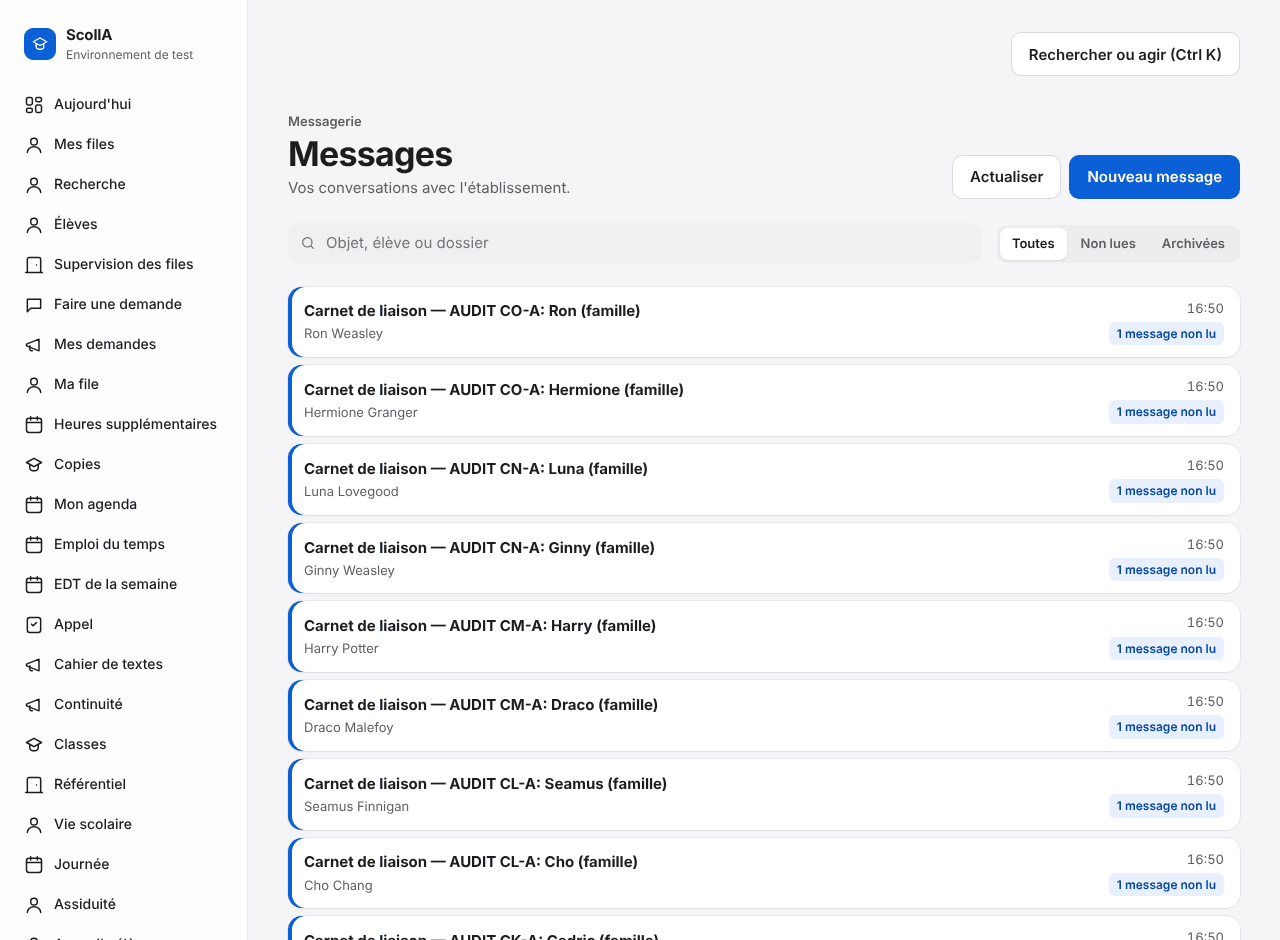 ScolIA
Environnement de test
Aujourd'hui
Mes files
Recherche
Élèves
Supervision des files
Faire une demande
Mes demandes
Ma file
Heures supplémentaires
Copies
Mon agenda
Emploi du temps
EDT de la semaine
Appel
Cahier de textes
Continuité
Classes
Référentiel
Vie scolaire
Journée
Assiduité
Rechercher ou agir (Ctrl K)
Messagerie
Messages
Vos conversations avec l'établissement.
Actualiser
Nouveau message
Objet, élève ou dossier
Toutes
Non lues
Archivées
Carnet de liaison — AUDIT CO-A: Ron (famille)
16:50
Ron Weasley
1 message non lu
Carnet de liaison — AUDIT CO-A: Hermione (famille)
16:50
Hermione Granger
1 message non lu
Carnet de liaison — AUDIT CN-A: Luna (famille)
16:50
Luna Lovegood
1 message non lu
Carnet de liaison — AUDIT CN-A: Ginny (famille)
16:50
Ginny Weasley
1 message non lu
Carnet de liaison — AUDIT CM-A: Harry (famille)
16:50
Harry Potter
1 message non lu
Carnet de liaison — AUDIT CM-A: Draco (famille)
16:50
Draco Malefoy
1 message non lu
Carnet de liaison — AUDIT CL-A: Seamus (famille)
16:50
Seamus Finnigan
1 message non lu
Carnet de liaison — AUDIT CL-A: Cho (famille)
16:50
Cho Chang
1 message non lu
Carnet de liaison — AUDIT CK-A: Cedric (famille)
16:50